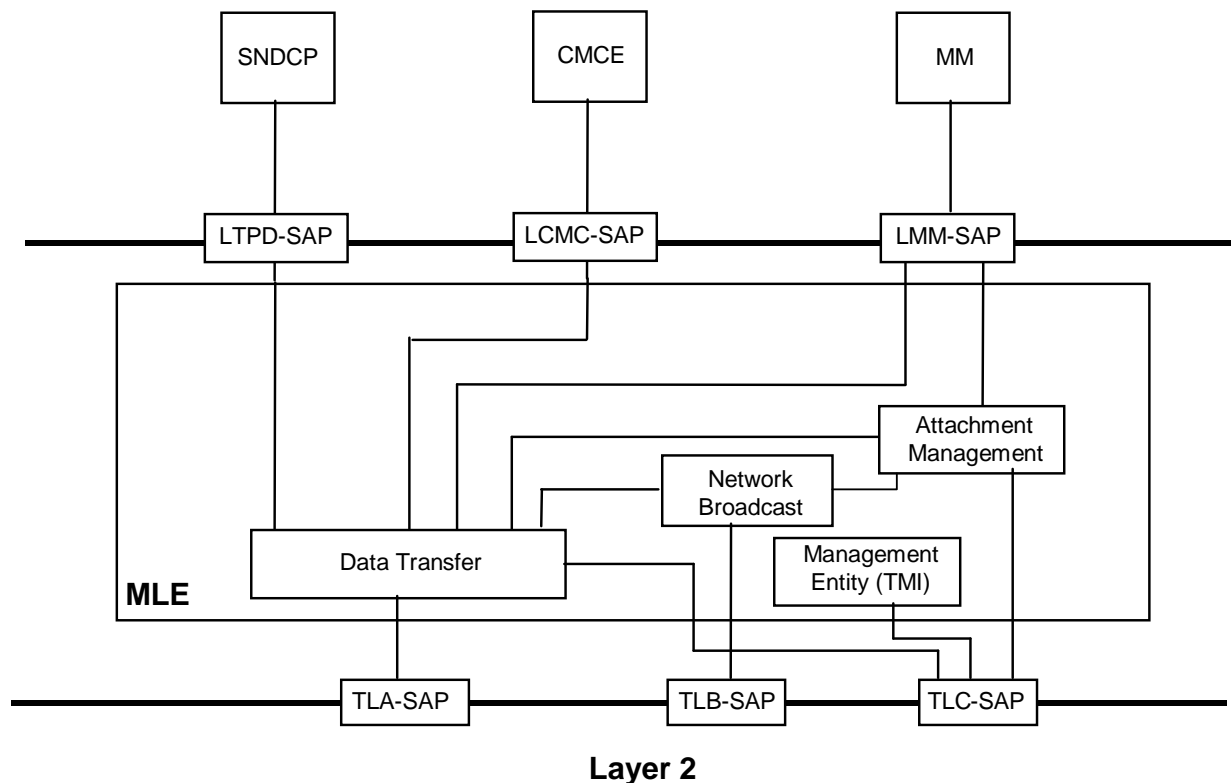 SNDCP
CMCE
MM
LTPD-SAP
LCMC-SAP
LMM-SAP
Attachment
Management
Network
Broadcast
Data Transfer
Management
Entity (TMI)
MLE
TLA-SAP
TLB-SAP
TLC-SAP
Layer 2